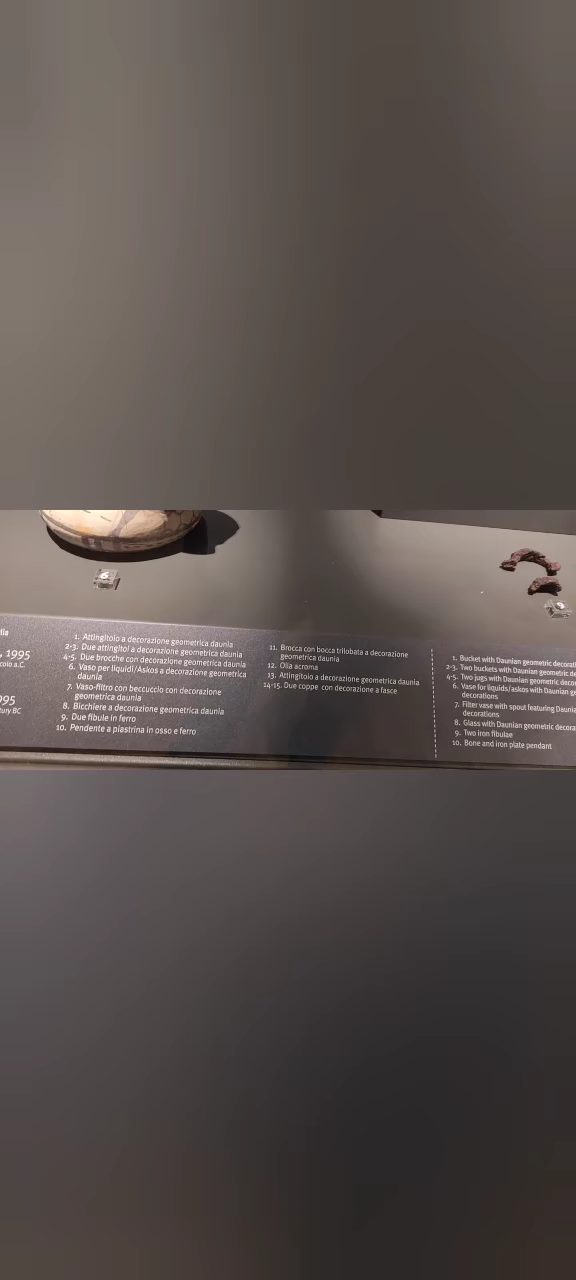 6
9
lia
, 1995
colo a.C.
995
tury BC
1. Attingitoio a decorazione geometrica daunia
2-3. Due attingitoi a decorazione geometrica daunia
4-5. Due brocche con decorazione geometrica daunia
6. Vaso per liquidi/Askos a decorazione geometrica
daunia
7. Vaso-filtro con beccuccio con decorazione
geometrica daunia
8. Bicchiere a decorazione geometrica daunia
9. Due fibule in ferro
10. Pendente a piastrina in osso e ferro
11. Brocca con bocca trilobata a decorazione
geometrica daunia
12. Olla acroma
13. Attingitoio a decorazione geometrica daunia
14-15. Due coppe con decorazione a fasce
1. Bucket with Daunian geometric decorati
2-3. Two buckets with Daunian geometric de
4-5. Two jugs with Daunian geometric deco
6. Vase for liquids/askos with Daunian ge
decorations
7. Filter vase with spout featuring Dauni
decorations
8. Glass with Daunian geometric decora
9. Two iron fibulae
10. Bone and iron plate pendant